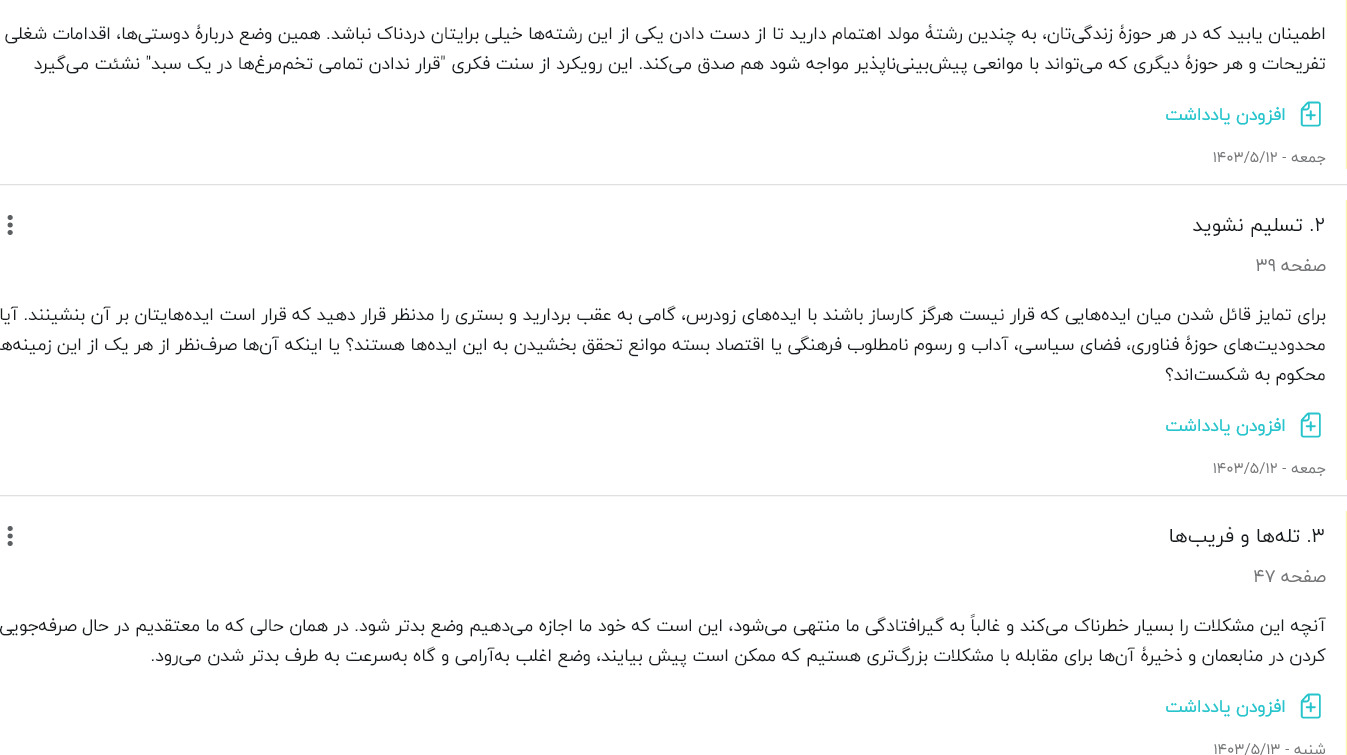 اطمینان یابید که در هر حوزهٔ زندگی‌تان، به چندین رشتهٔ مولد اهتمام دارید تا از دست دادن یکی از این رشته‌ها خیلی برایتان دردناک نباشد. همین وضع دربارهٔ دوستی‌ها، اقدامات شغلی
تفریحات و هر حوزهٔ دیگری که می‌تواند با موانعی پیش‌بینی‌ناپذیر مواجه شود هم صدق می‌کند. این رویکرد از سنت فکری "قرار ندادن تمامی تخم‌مرغ‌ها در یک سبد" نشئت می‌گیرد
افزودن یادداشت
جمعه - ۱۴۰۳/۵/۱۲
۲. تسلیم نشوید
صفحه ۳۹
برای تمایز قائل شدن میان ایده‌هایی که قرار نیست هرگز کارساز باشند با ایده‌های زودرس، گامی به عقب بردارید و بستری را مدنظر قرار دهید که قرار است ایده‌هایتان بر آن بنشینند. آیا
محدودیت‌های حوزهٔ فناوری، فضای سیاسی، آداب و رسوم نامطلوب فرهنگی یا اقتصاد بسته موانع تحقق بخشیدن به این ایده‌ها هستند؟ یا اینکه آن‌ها صرف‌نظر از هر یک از این زمینه‌ها
محکوم به شکست‌اند؟
افزودن یادداشت
جمعه - ۱۴۰۳/۵/۱۲
۳. تله‌ها و فریب‌ها
صفحه ۴۷
آنچه این مشکلات را بسیار خطرناک می‌کند و غالباً به گیرافتادگی ما منتهی می‌شود، این است که خود ما اجازه می‌دهیم وضع بدتر شود. در همان حالی که ما معتقدیم در حال صرفه‌جویی
کردن در منابعمان و ذخیرهٔ آن‌ها برای مقابله با مشکلات بزرگ‌تری هستیم که ممکن است پیش بیایند، وضع اغلب به‌آرامی و گاه به‌سرعت به طرف بدتر شدن می‌رود.
افزودن یادداشت
شنبه - ۱۴۰۳/۵/۱۳